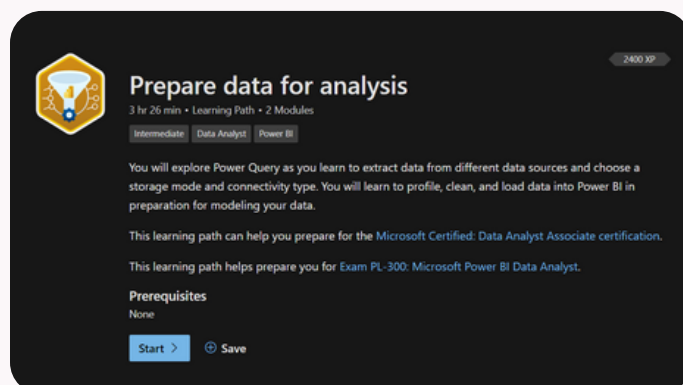 2400 XP
Prepare data for analysis
3 hr 26 min • Learning Path • 2 Modules
Intermediate Data Analyst Power BI
You will explore Power Query as you learn to extract data from different data sources and choose a
storage mode and connectivity type. You will learn to profile, clean, and load data into Power BI in
preparation for modeling your data.
This learning path can help you prepare for the Microsoft Certified: Data Analyst Associate certification.
This learning path helps prepare you for Exam PL-300: Microsoft Power BI Data Analyst.
Prerequisites
None
Start > Save